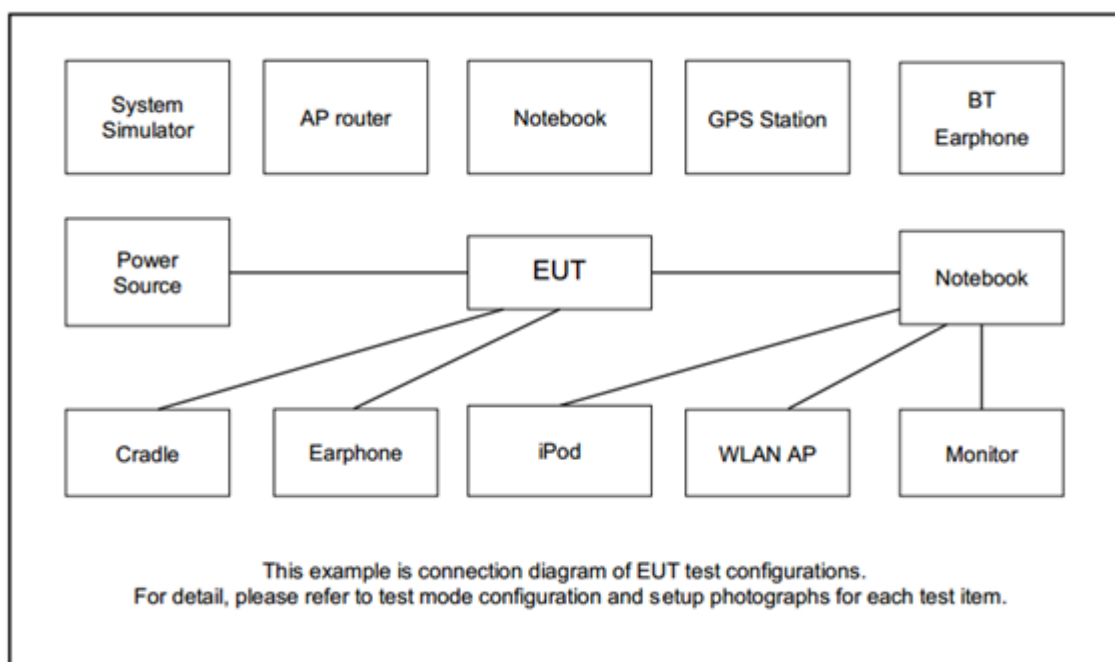 System
Simulator
AP router
Notebook
GPS Station
BT
Earphone
Power
Source
EUT
Notebook
Cradle
Earphone
iPod
WLAN AP
Monitor
This example is connection diagram of EUT test configurations.
For detail, please refer to test mode configuration and setup photographs for each test item.